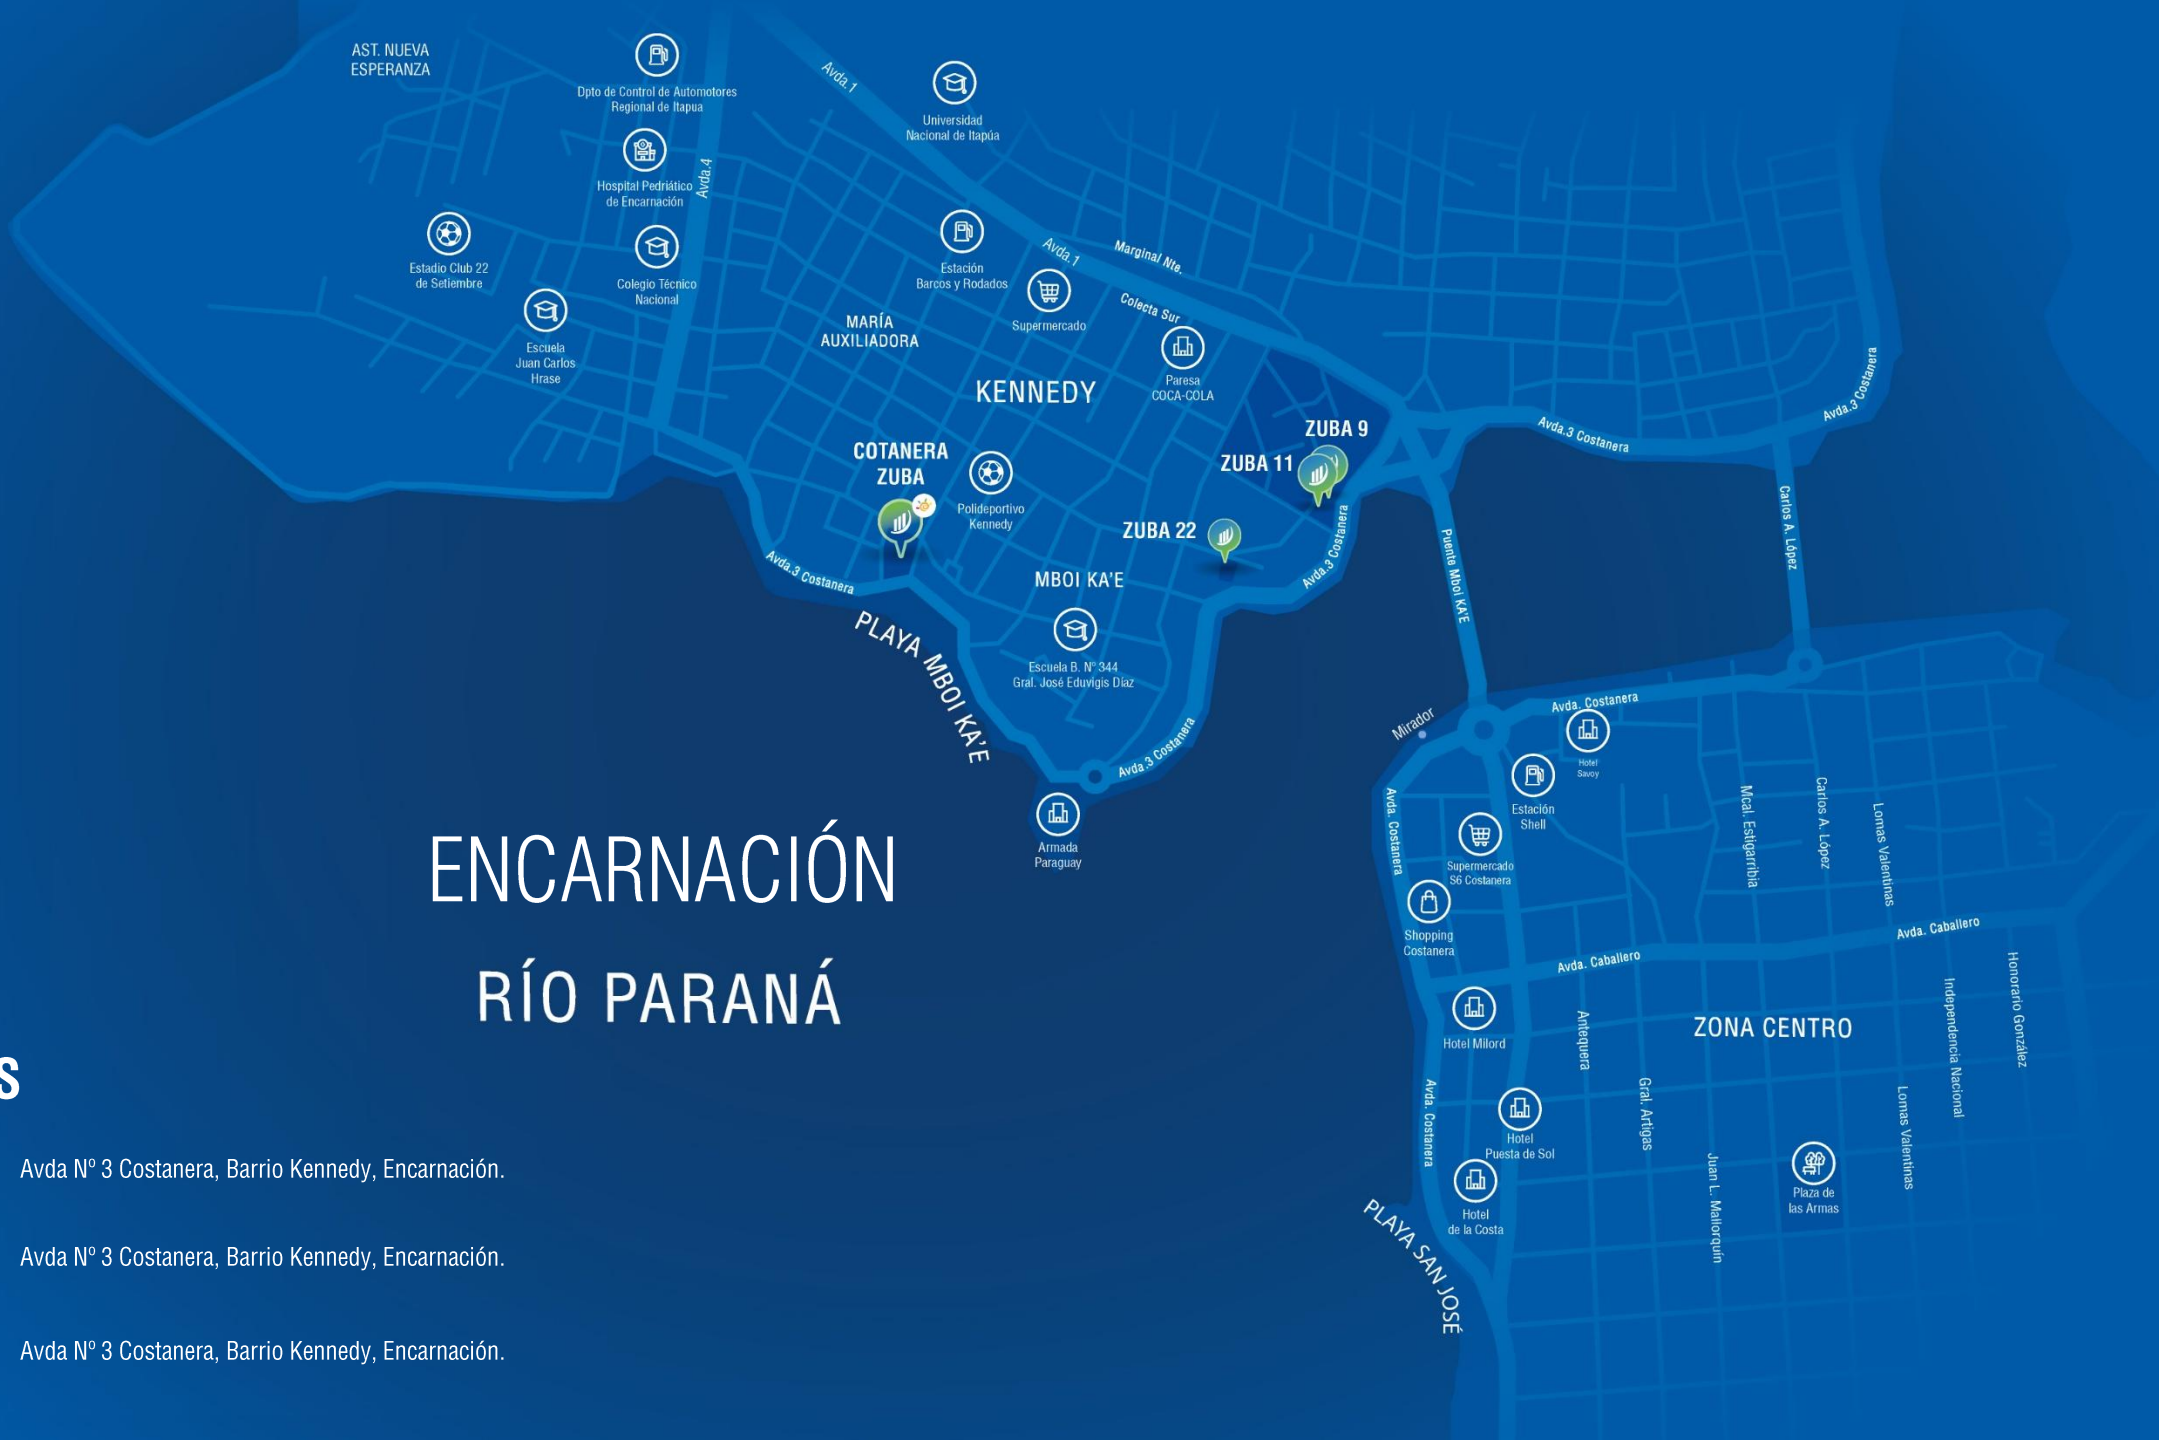 AST. NUEVA
ESPERANZA
Dpto de Control de Automotores
Regional de Itapua
Avda.1
Universidad
Nacional de Itapúa
Hospital Pedriático
de Encarnación
Avda.4
Estadio Club 22
de Setiembre
Colegio Técnico
Nacional
Escuela
Juan Carlos
Hrase
Estación
Barcos y Rodados
Avda.1
Marginal Nte.
Supermercado
Colecta Sur
MARÍA
AUXILIADORA
Paresa
COCA-COLA
KENNEDY
ZUBA 9
ZUBA 11
Avda.3 Costanera
Avda.3 Costanera
COTANERA
ZUBA
Polideportivo
Kennedy
ZUBA 22
Avda.3 Costanera
Puente Mboi KA'E
Carlos A. López
Avda.3 Costanera
MBOI KA'E
PLAYA MBOI KA'E
Escuela B. Nº 344
Gral. José Eduvigis Díaz
Avda.3 Costanera
Armada
Paraguay
Mirador
Avda. Costanera
Hotel
Savoy
Estación
Shell
Avda. Costanera
Supermercado
S6 Costanera
Mcal. Estigarribia
Carlos A. López
Lomas Valentinas
Shopping
Costanera
Avda. Caballero
Avda. Caballero
ENCARNACIÓN
RÍO PARANÁ
Hotel Milord
Antequera
ZONA CENTRO
Independencia Nacional
Honorario González
Avda. Costanera
Hotel
Puesta de Sol
Gral. Artigas
Lomas Valentinas
Juan L. Mallorquín
Plaza de
las Armas
Hotel
de la Costa
PLAYA SAN JOSÉ
S
Avda Nº 3 Costanera, Barrio Kennedy, Encarnación.
Avda Nº 3 Costanera, Barrio Kennedy, Encarnación.
Avda Nº 3 Costanera, Barrio Kennedy, Encarnación.